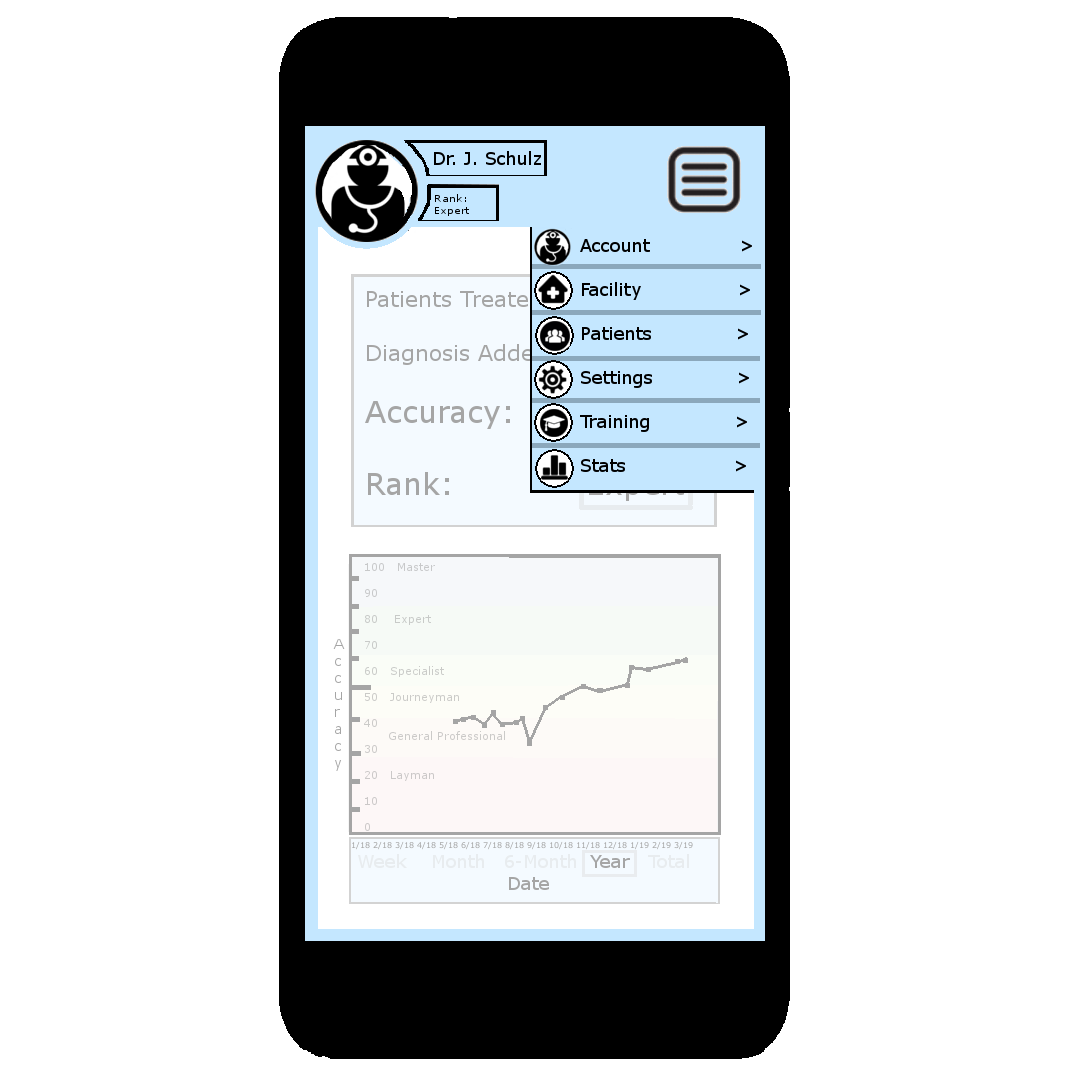 Dr. J. Schulz
Rank:
Expert
Account >
Facility >
Patients >
Settings >
Training >
Stats >
Patients Treate
Diagnosis Adde
Accuracy:
Rank:
Expert
Accuracy
100 Master
90
80 Expert
70
60 Specialist
50 Journeyman
40
General Professional
30
20 Layman
10
0
1/18 2/18 3/18 4/18 5/18 6/18 7/18 8/18 9/18 10/18 11/18 12/18 1/19 2/19 3/19
Week Month 6-Month Year Total
Date